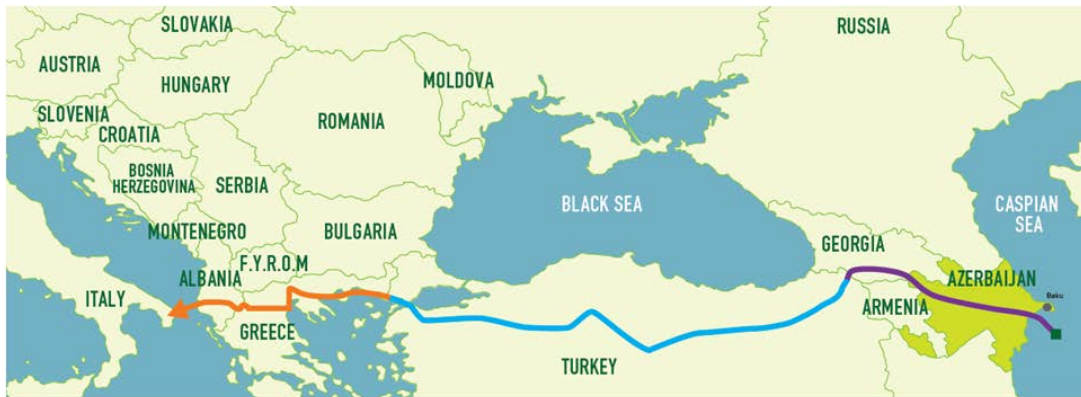 SLOVAKIA
RUSSIA
AUSTRIA
HUNGARY
MOLDOVA
SLOVENIA
CROATIA
ROMANIA
BOSNIA
HERZEGOVINA
SERBIA
BLACK SEA
CASPIAN
SEA
MONTENEGRO
BULGARIA
GEORGIA
F.Y.R.O.M
ALBANIA
AZERBAIJAN
ITALY
Baku
ARMENIA
GREECE
TURKEY